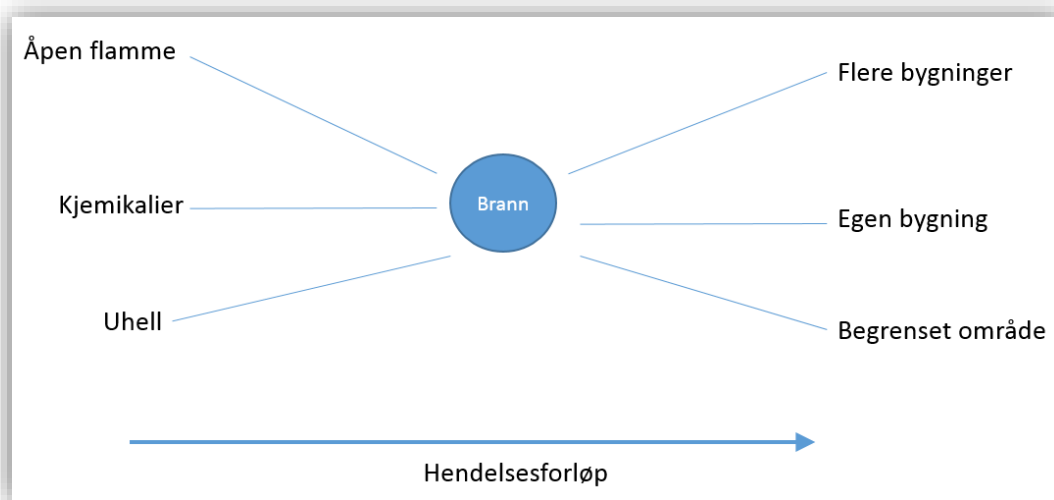 Åpen flamme
Flere bygninger
Kjemikalier
Brann
Egen bygning
Uhell
Begrenset område
Hendelsesforløp